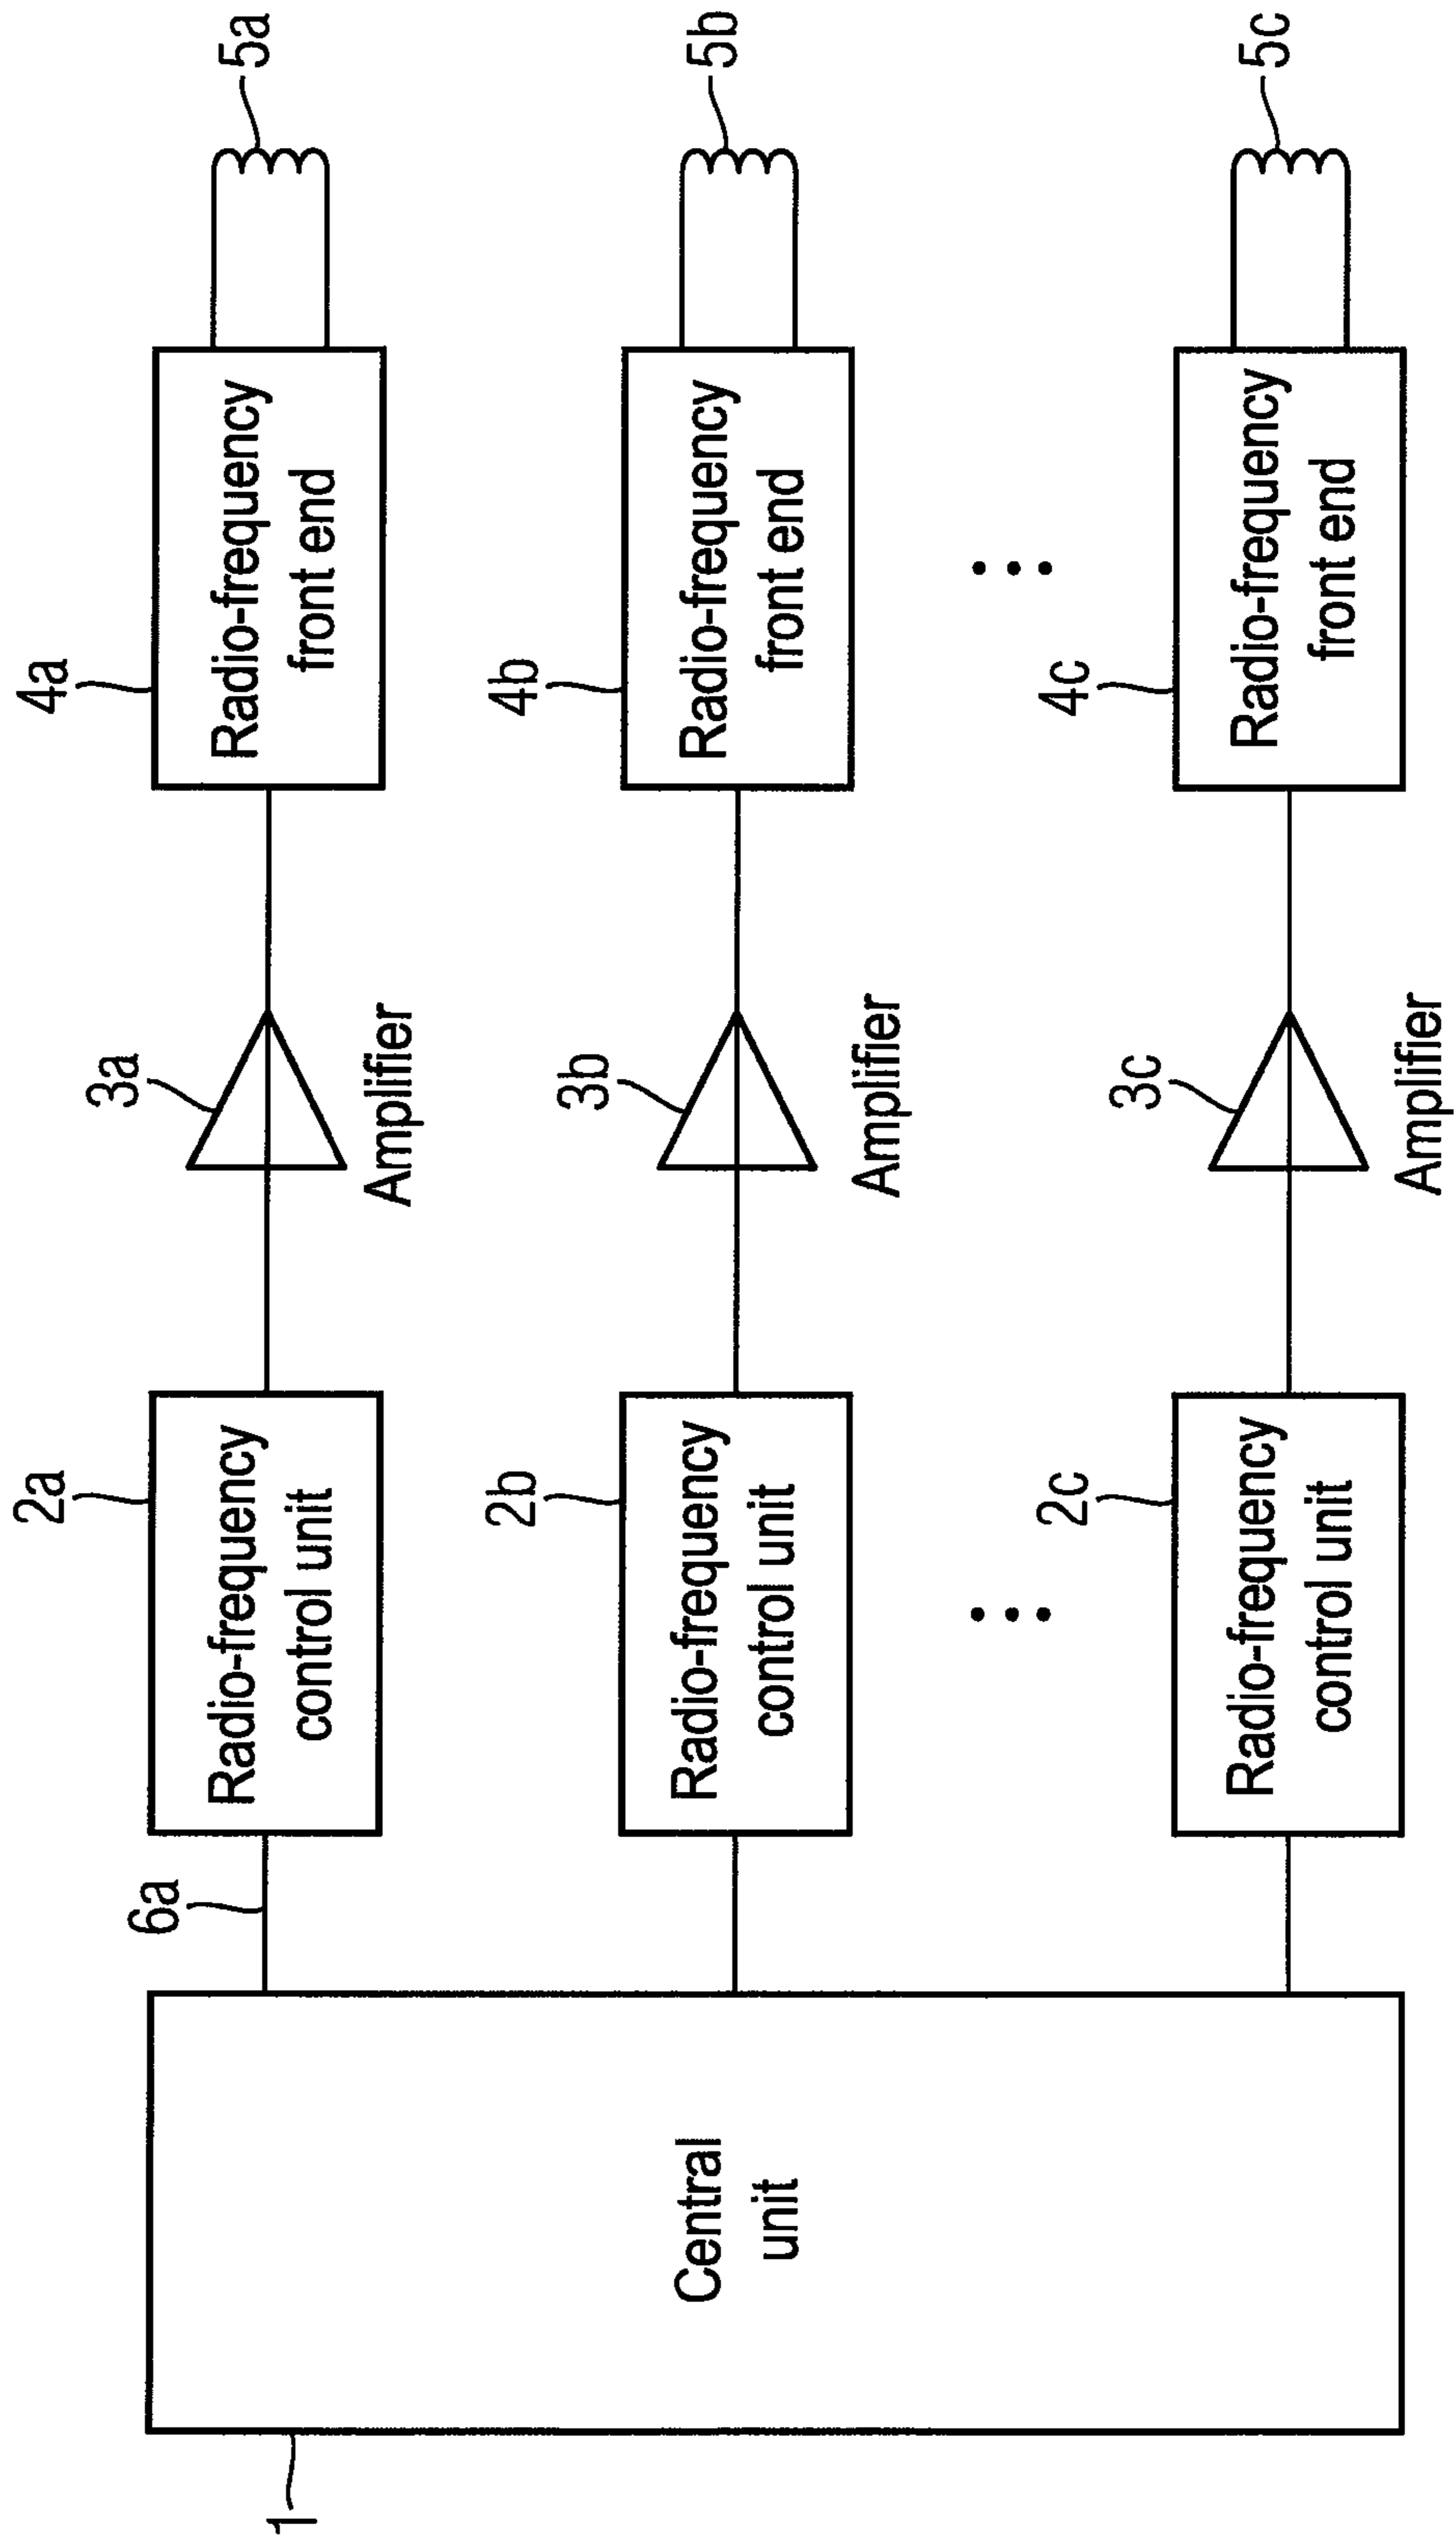 1
Central
unit
6a
2a
Radio-frequency
control unit
3a
Amplifier
4a
Radio-frequency
front end
5a
2b
Radio-frequency
control unit
3b
Amplifier
4b
Radio-frequency
front end
5b
2c
Radio-frequency
control unit
3c
Amplifier
4c
Radio-frequency
front end
5c